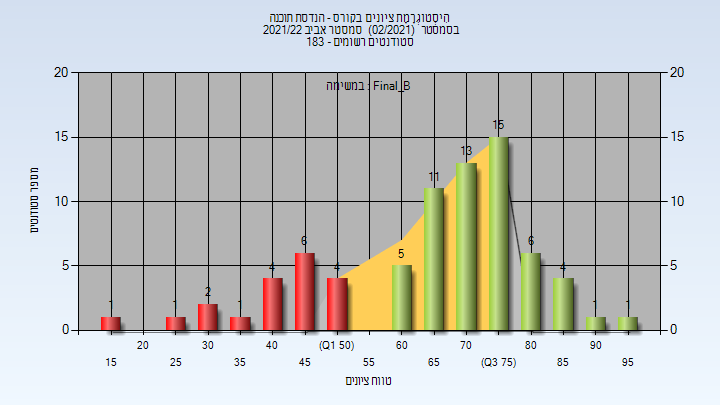 היסטוגרמת ציונים בקורס - הנדסת תוכנה
בסמסטר (02/2021) סמסטר אביב 2021/22
סטודנטים רשומים - 183
במשימה : Final_B
20 20
15 15
10 10
5 5
0 0
מספר סטודנטים
1 1 2 1 4 6 4 5 11 13 15 6 4 1 1
20 30 40 (Q1 50) 60 70 80 90
15 25 35 45 55 65 (Q3 75) 85 95
טווח ציונים